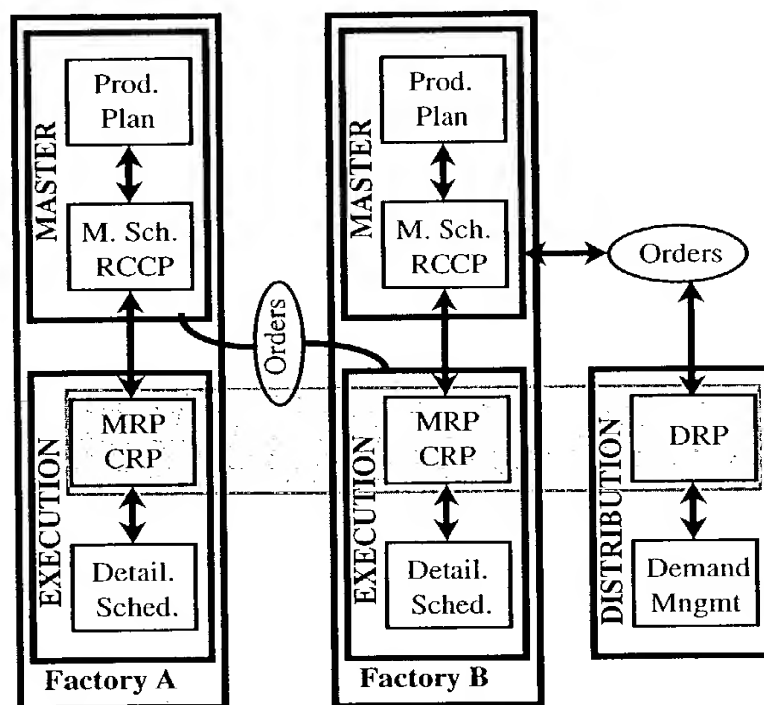 MASTER
Prod.
Plan
M. Sch.
RCCP
EXECUTION
MRP
CRP
Detail.
Sched.
Factory A
Orders
MASTER
Prod.
Plan
M. Sch.
RCCP
EXECUTION
MRP
CRP
Detail.
Sched.
Factory B
Orders
DISTRIBUTION
DRP
Demand
Mngmt